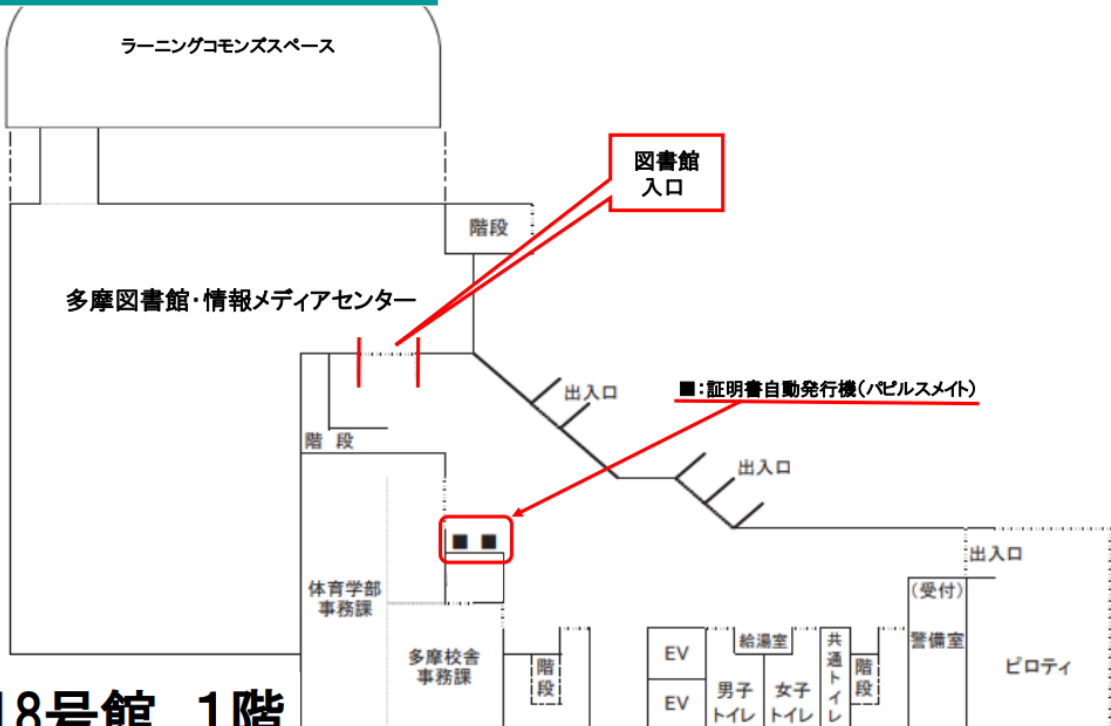 ラーニングコモンズスペース
図書館
入口
階段
多摩図書館・情報メディアセンター
出入口
■:証明書自動発行機(パピルスメイト)
階 段
出入口
■ ■
出入口
体育学部
事務課
(受付)
警備室
多摩校舎
事務課
階段
EV
給湯室
共通トイレ
階段
ピロティ
EV
男子
トイレ
女子
トイレ
18号館 1階